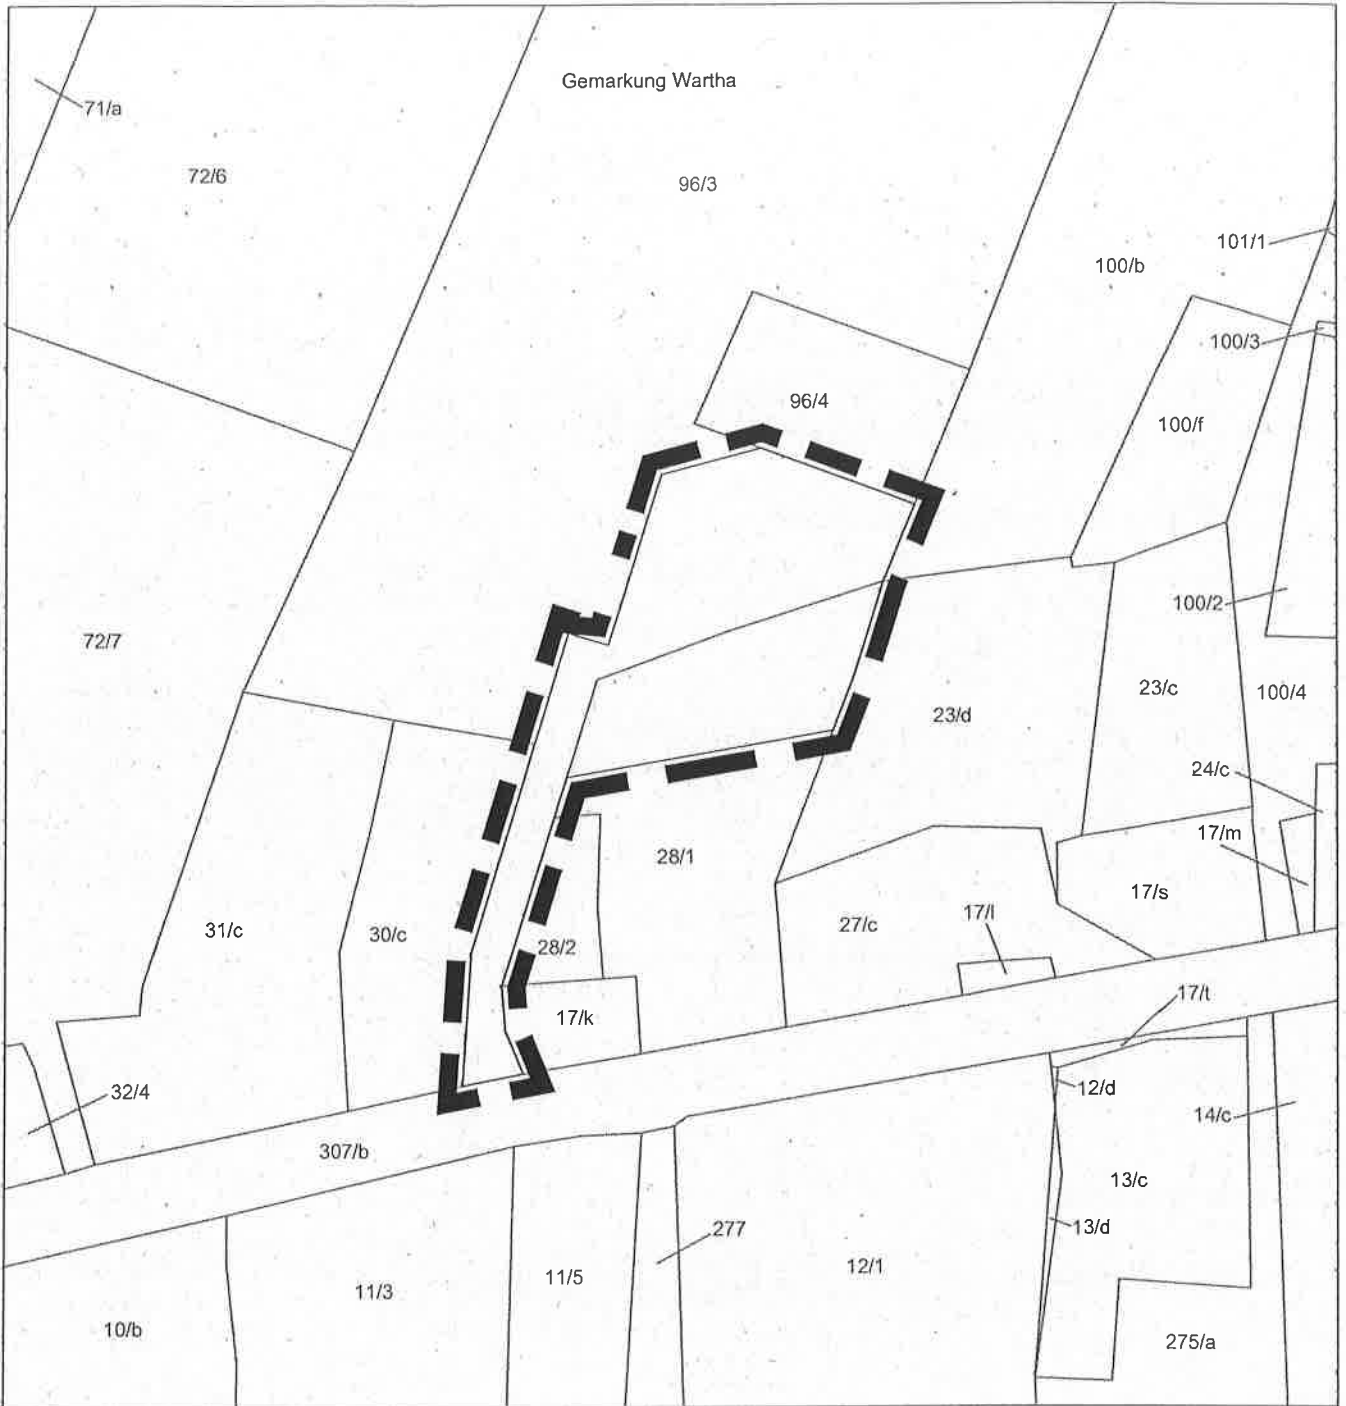 Gemarkung Wartha
71/a
72/6
96/3
101/1
100/b
100/3
96/4
100/f
100/2
72/7
23/c
100/4
23/d
24/c
17/m
28/1
17/s
17/l
27/c
31/c
30/c
28/2
17/t
17/k
12/d
32/4
14/c
307/b
13/c
13/d
277
12/1
11/5
11/3
10/b
275/a